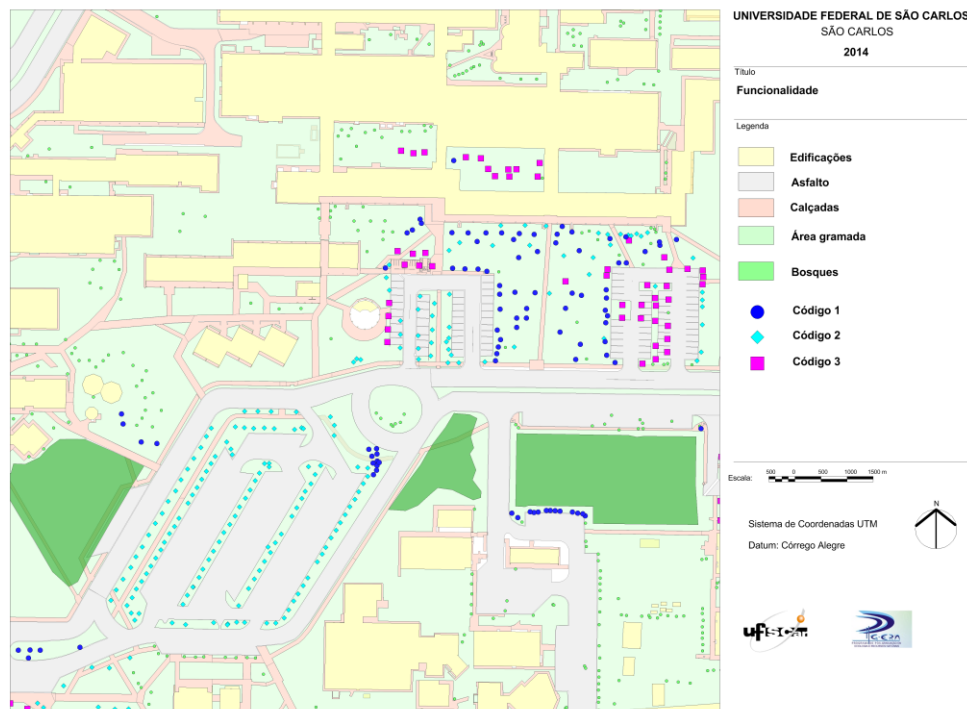 UNIVERSIDADE FEDERAL DE SÃO CARLOS
SÃO CARLOS
2014
Título
Funcionalidade
Legenda
Edificações
Asfalto
Calçadas
Área gramada
Bosques
Código 1
Código 2
Código 3
Escala: 500 0 500 1000 1500 m
N
Sistema de Coordenadas UTM
Datum: Córrego Alegre